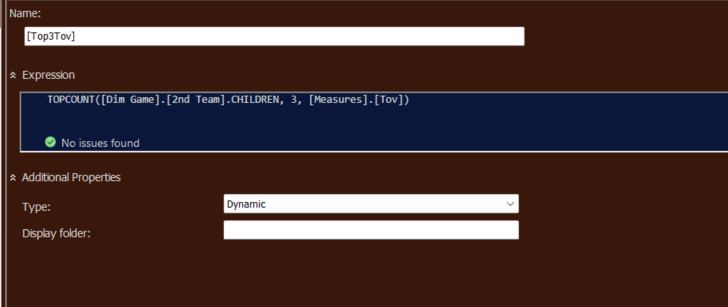 Name:
[Top3Tov]
Expression
TOPCOUNT([Dim Game].[2nd Team].CHILDREN, 3, [Measures].[Tov])
No issues found
Additional Properties
Type: Dynamic
Display folder: